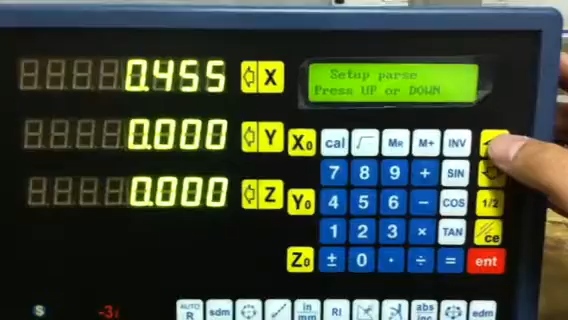 0.455 X
Setup parse
Press UP or DOWN
0.000 Y
X0 cal MR M+ INV
7 8 9 + SIN
0.000 Z
Y0 4 5 6 - COS 1/2
1 2 3 × TAN ce
Z0 ± 0 · ÷ = ent
S
AUTO R sdm in mm RI abs inc edm